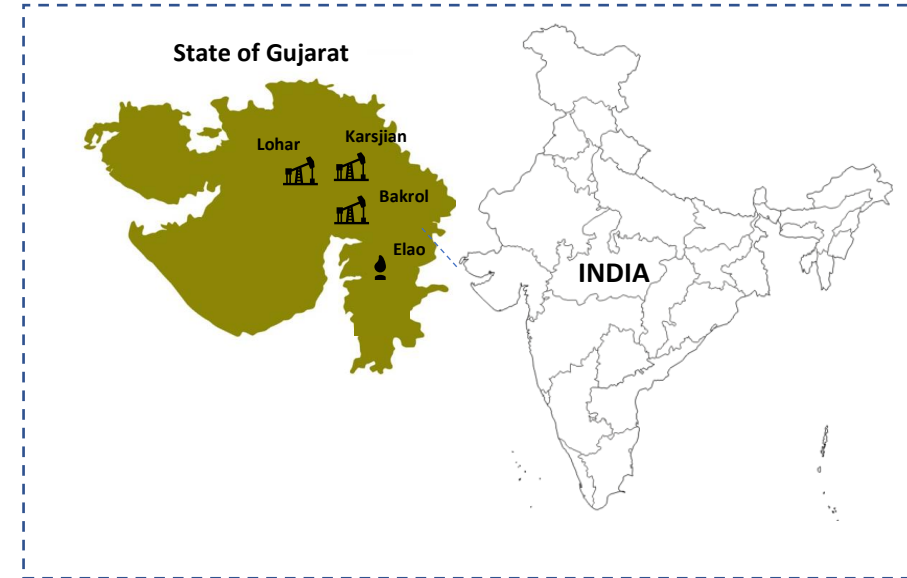 State of Gujarat
Lohar
Karsjian
Bakrol
Elao
INDIA